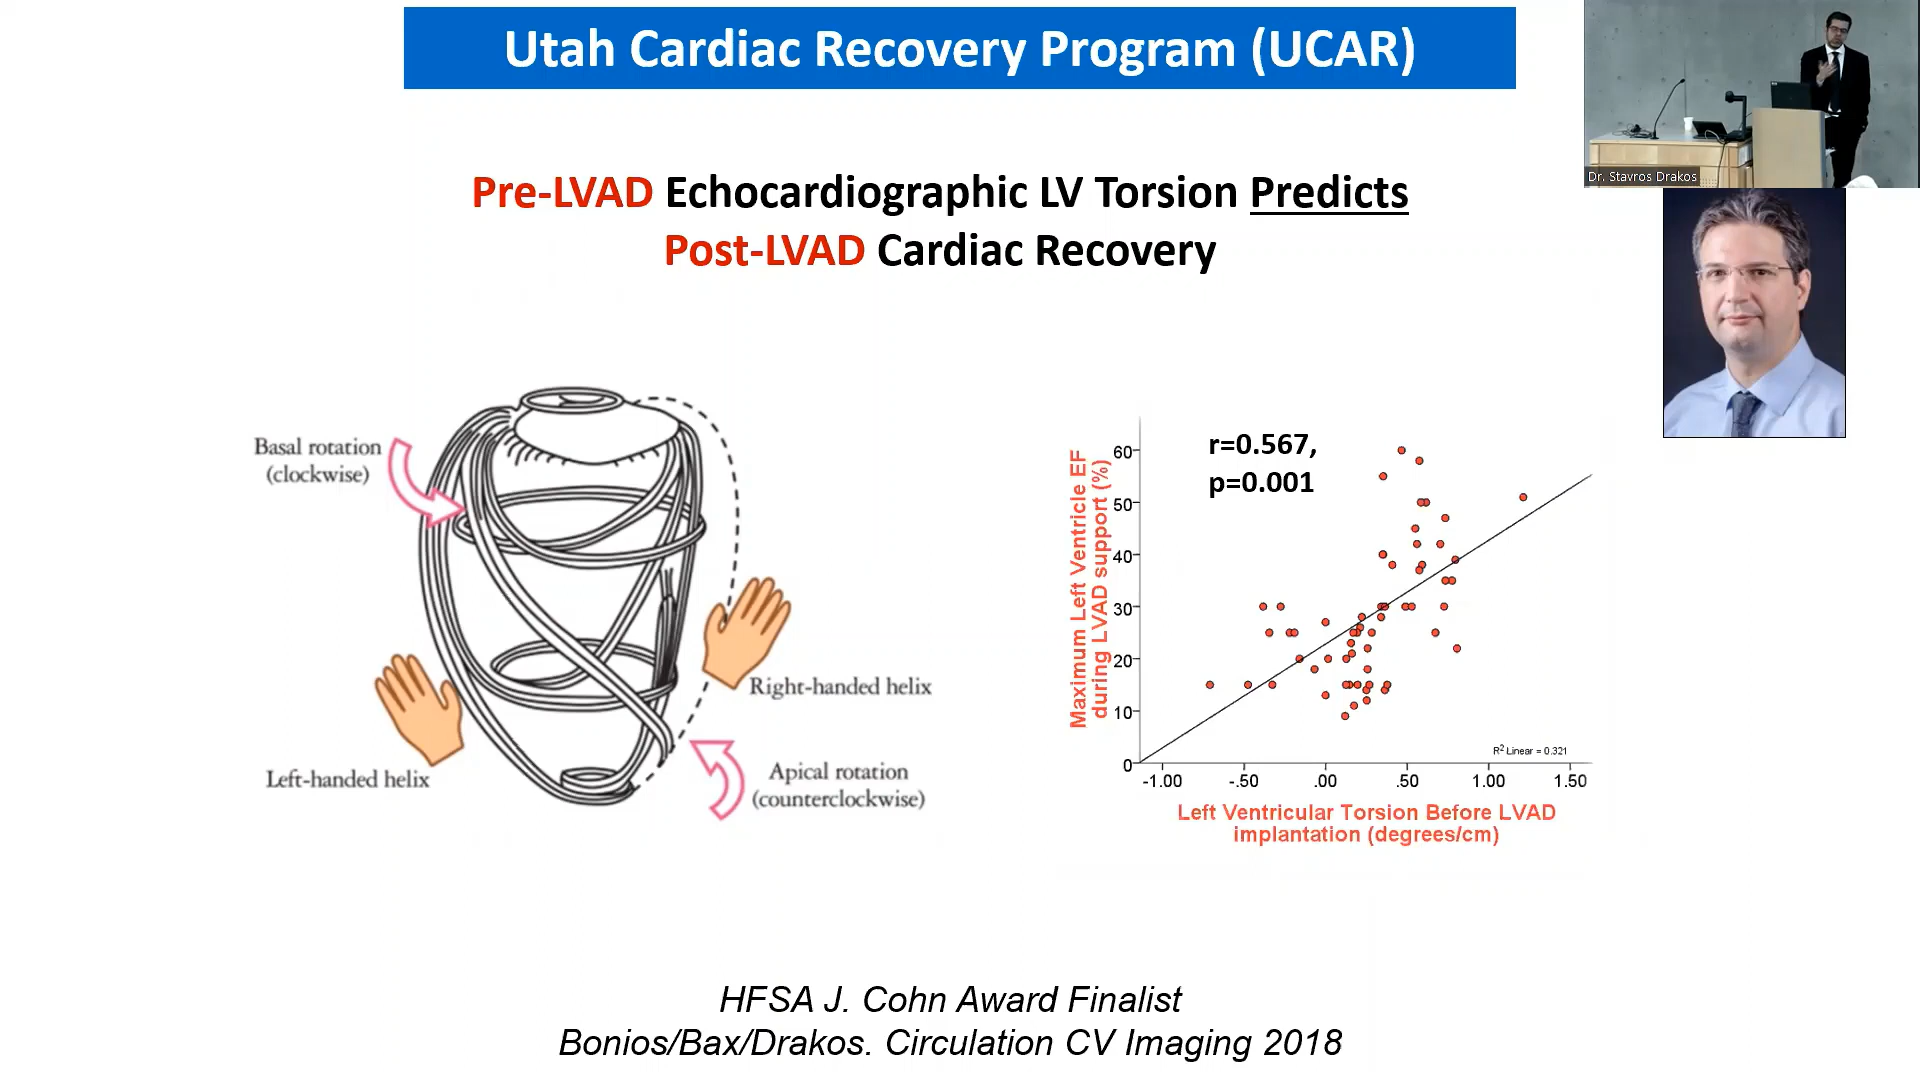 Utah Cardiac Recovery Program (UCAR)
Dr. Stavros Drakos
Pre-LVAD Echocardiographic LV Torsion Predicts
Post-LVAD Cardiac Recovery
Basal rotation
(clockwise)
Right-handed helix
Left-handed helix
Apical rotation
(counterclockwise)
r=0.567,
p=0.001
Maximum Left Ventricle EF
during LVAD support (%)
60
50
40
30
20
10
0
R2 Linear = 0.321
-1.00 -.50 .00 .50 1.00 1.50
Left Ventricular Torsion Before LVAD
implantation (degrees/cm)
HFSA J. Cohn Award Finalist
Bonios/Bax/Drakos. Circulation CV Imaging 2018